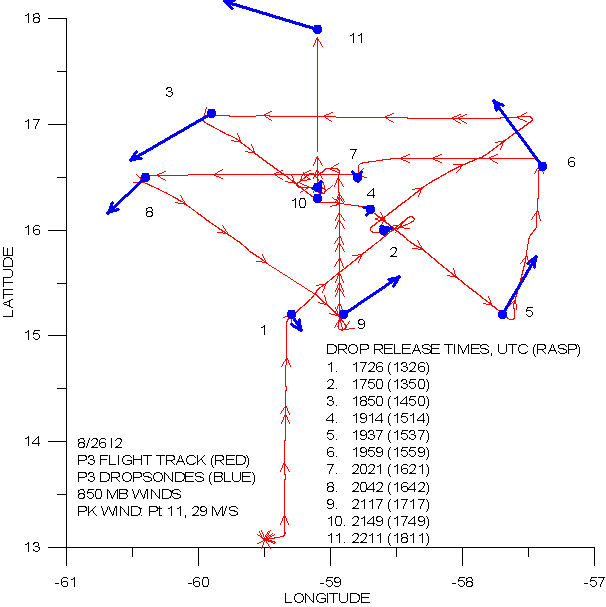 18
11
3
17
7
6
4
10
8
16
2
LATITUDE
1
9
5
15
DROP RELEASE TIMES, UTC (RASP)
1. 1726 (1326)
2. 1750 (1350)
3. 1850 (1450)
4. 1914 (1514)
5. 1937 (1537)
6. 1959 (1559)
7. 2021 (1621)
8. 2042 (1642)
9. 2117 (1717)
10. 2149 (1749)
11. 2211 (1811)
14
8/26 I2
P3 FLIGHT TRACK (RED)
P3 DROPSONDES (BLUE)
850 MB WINDS
PK WIND: Pt 11, 29 M/S
13
-61 -60 -59 -58 -57
LONGITUDE